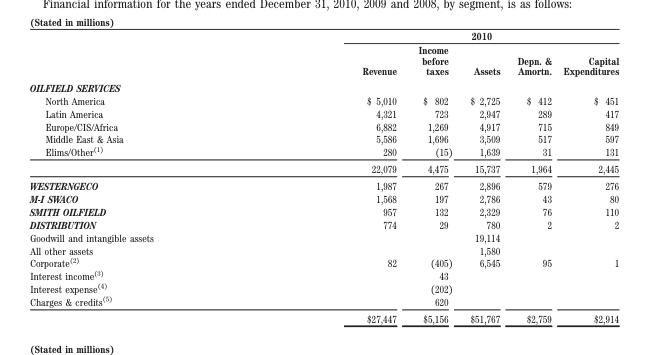 Financial information for the years ended December 31, 2010, 2009 and 2008, by segment, is as follows:
(Stated in millions)
2010
Revenue Income before taxes Assets Depn. & Amortn. Capital Expenditures
OILFIELD SERVICES
North America $ 5,010 $ 802 $ 2,725 $ 412 $ 451
Latin America 4,321 723 2,947 289 417
Europe/CIS/Africa 6,882 1,269 4,917 715 849
Middle East & Asia 5,586 1,696 3,509 517 597
Elims/Other(1) 280 (15) 1,639 31 131
22,079 4,475 15,737 1,964 2,445
WESTERNGECO 1,987 267 2,896 579 276
M-I SWACO 1,568 197 2,786 43 80
SMITH OILFIELD 957 132 2,329 76 110
DISTRIBUTION 774 29 780 2 2
Goodwill and intangible assets 19,114
All other assets 1,580
Corporate(2) 82 (405) 6,545 95 1
Interest income(3) 43
Interest expense(4) (202)
Charges & credits(5) 620
$27,447 $5,156 $51,767 $2,759 $2,914
(Stated in millions)